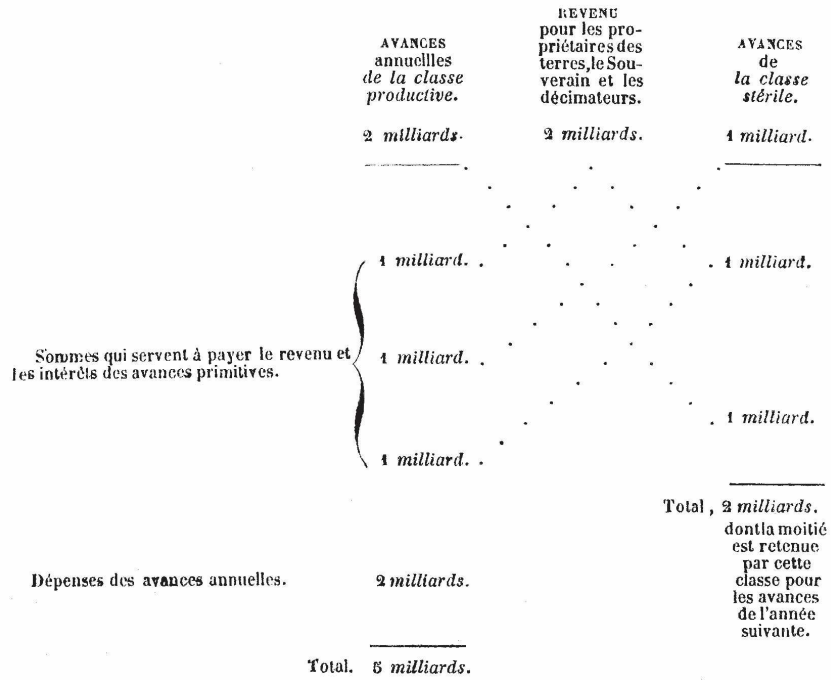 AVANCES
annuellles
de la classe
productive.
2 milliards.
REVENU
pour les pro-
priétaires des
terres, le Sou-
verain et les
décimateurs.
2 milliards.
AVANCES
de
la classe
stérile.
1 milliard.
1 milliard.
1 milliard.
Sommes qui servent à payer le revenu et
les intérêts des avances primitives.
1 milliard.
1 milliard.
1 milliard.
Total, 2 milliards.
dont la moitié
est retenue
par cette
classe pour
les avances
de l'année
suivante.
Dépenses des avances annuelles.
2 milliards.
Total. 5 milliards.